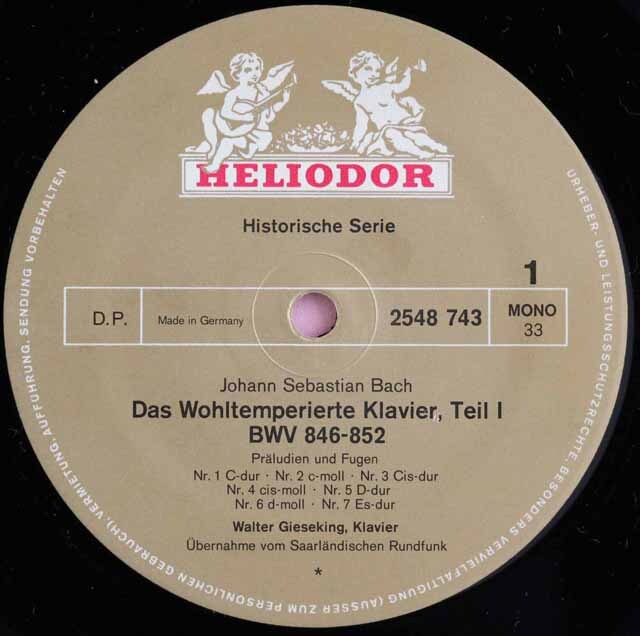 HELIODOR
Historische Serie
1
D.P.
Made in Germany
2548 743
MONO
33
Johann Sebastian Bach
Das Wohltemperierte Klavier, Teil I
BWV 846-852
Präludien und Fugen
Nr. 1 C-dur · Nr. 2 c-moll · Nr. 3 Cis-dur
Nr. 4 cis-moll · Nr. 5 D-dur
Nr. 6 d-moll · Nr. 7 Es-dur
Walter Gieseking, Klavier
Übernahme vom Saarländischen Rundfunk
*
URHEBER- UND LEISTUNGSSCHUTZRECHTE, BESONDERS VERVIELFÄLTIGUNG (AUSSER ZUM PERSÖNLICHEN GEBRAUCH), VERMIETUNG, AUFFÜHRUNG, SENDUNG VORBEHALTEN